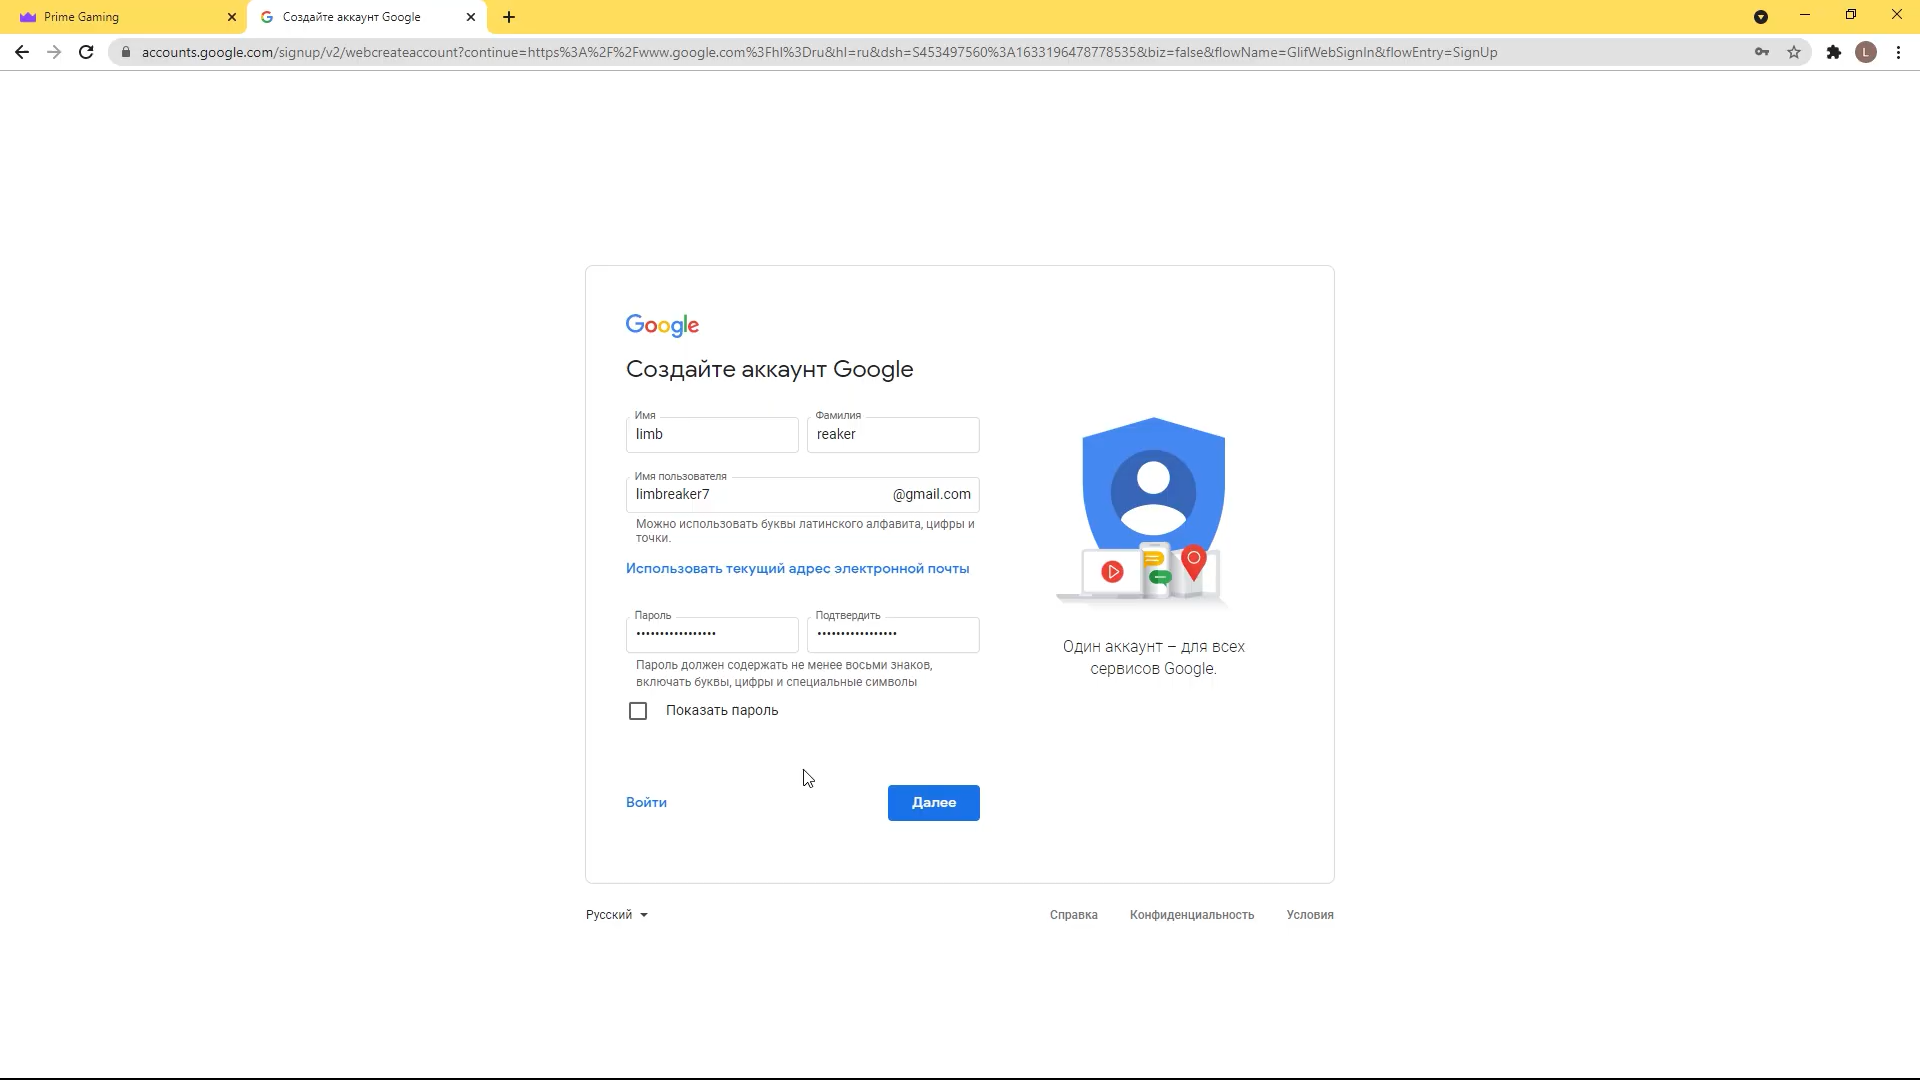 Prime Gaming
Создайте аккаунт Google
accounts.google.com/signup/v2/webcreateaccount?continue=https%3A%2F%2Fwww.google.com%3Fhl%3Dru&hl=ru&dsh=S453497560%3A1633196478778535&biz=false&flowName=GlifWebSignIn&flowEntry=SignUp
L
Google
Создайте аккаунт Google
Имя
Фамилия
limb
reaker
Имя пользователя
limbreaker7
@gmail.com
Можно использовать буквы латинского алфавита, цифры и
точки.
Использовать текущий адрес электронной почты
Пароль
Подтвердить
•••••••••••••••••
•••••••••••••••••
Пароль должен содержать не менее восьми знаков,
включать буквы, цифры и специальные символы
Показать пароль
Войти
Далее
Один аккаунт – для всех
сервисов Google.
Русский
Справка
Конфиденциальность
Условия